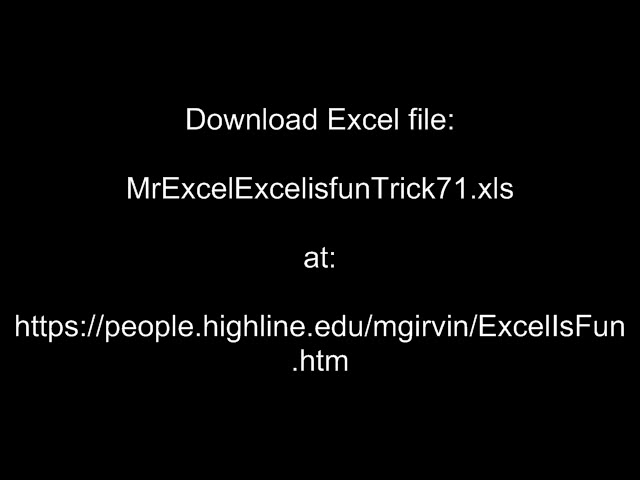 Download Excel file:
MrExcelExcelisfunTrick71.xls
at:
https://people.highline.edu/mgirvin/ExcelIsFun
.htm